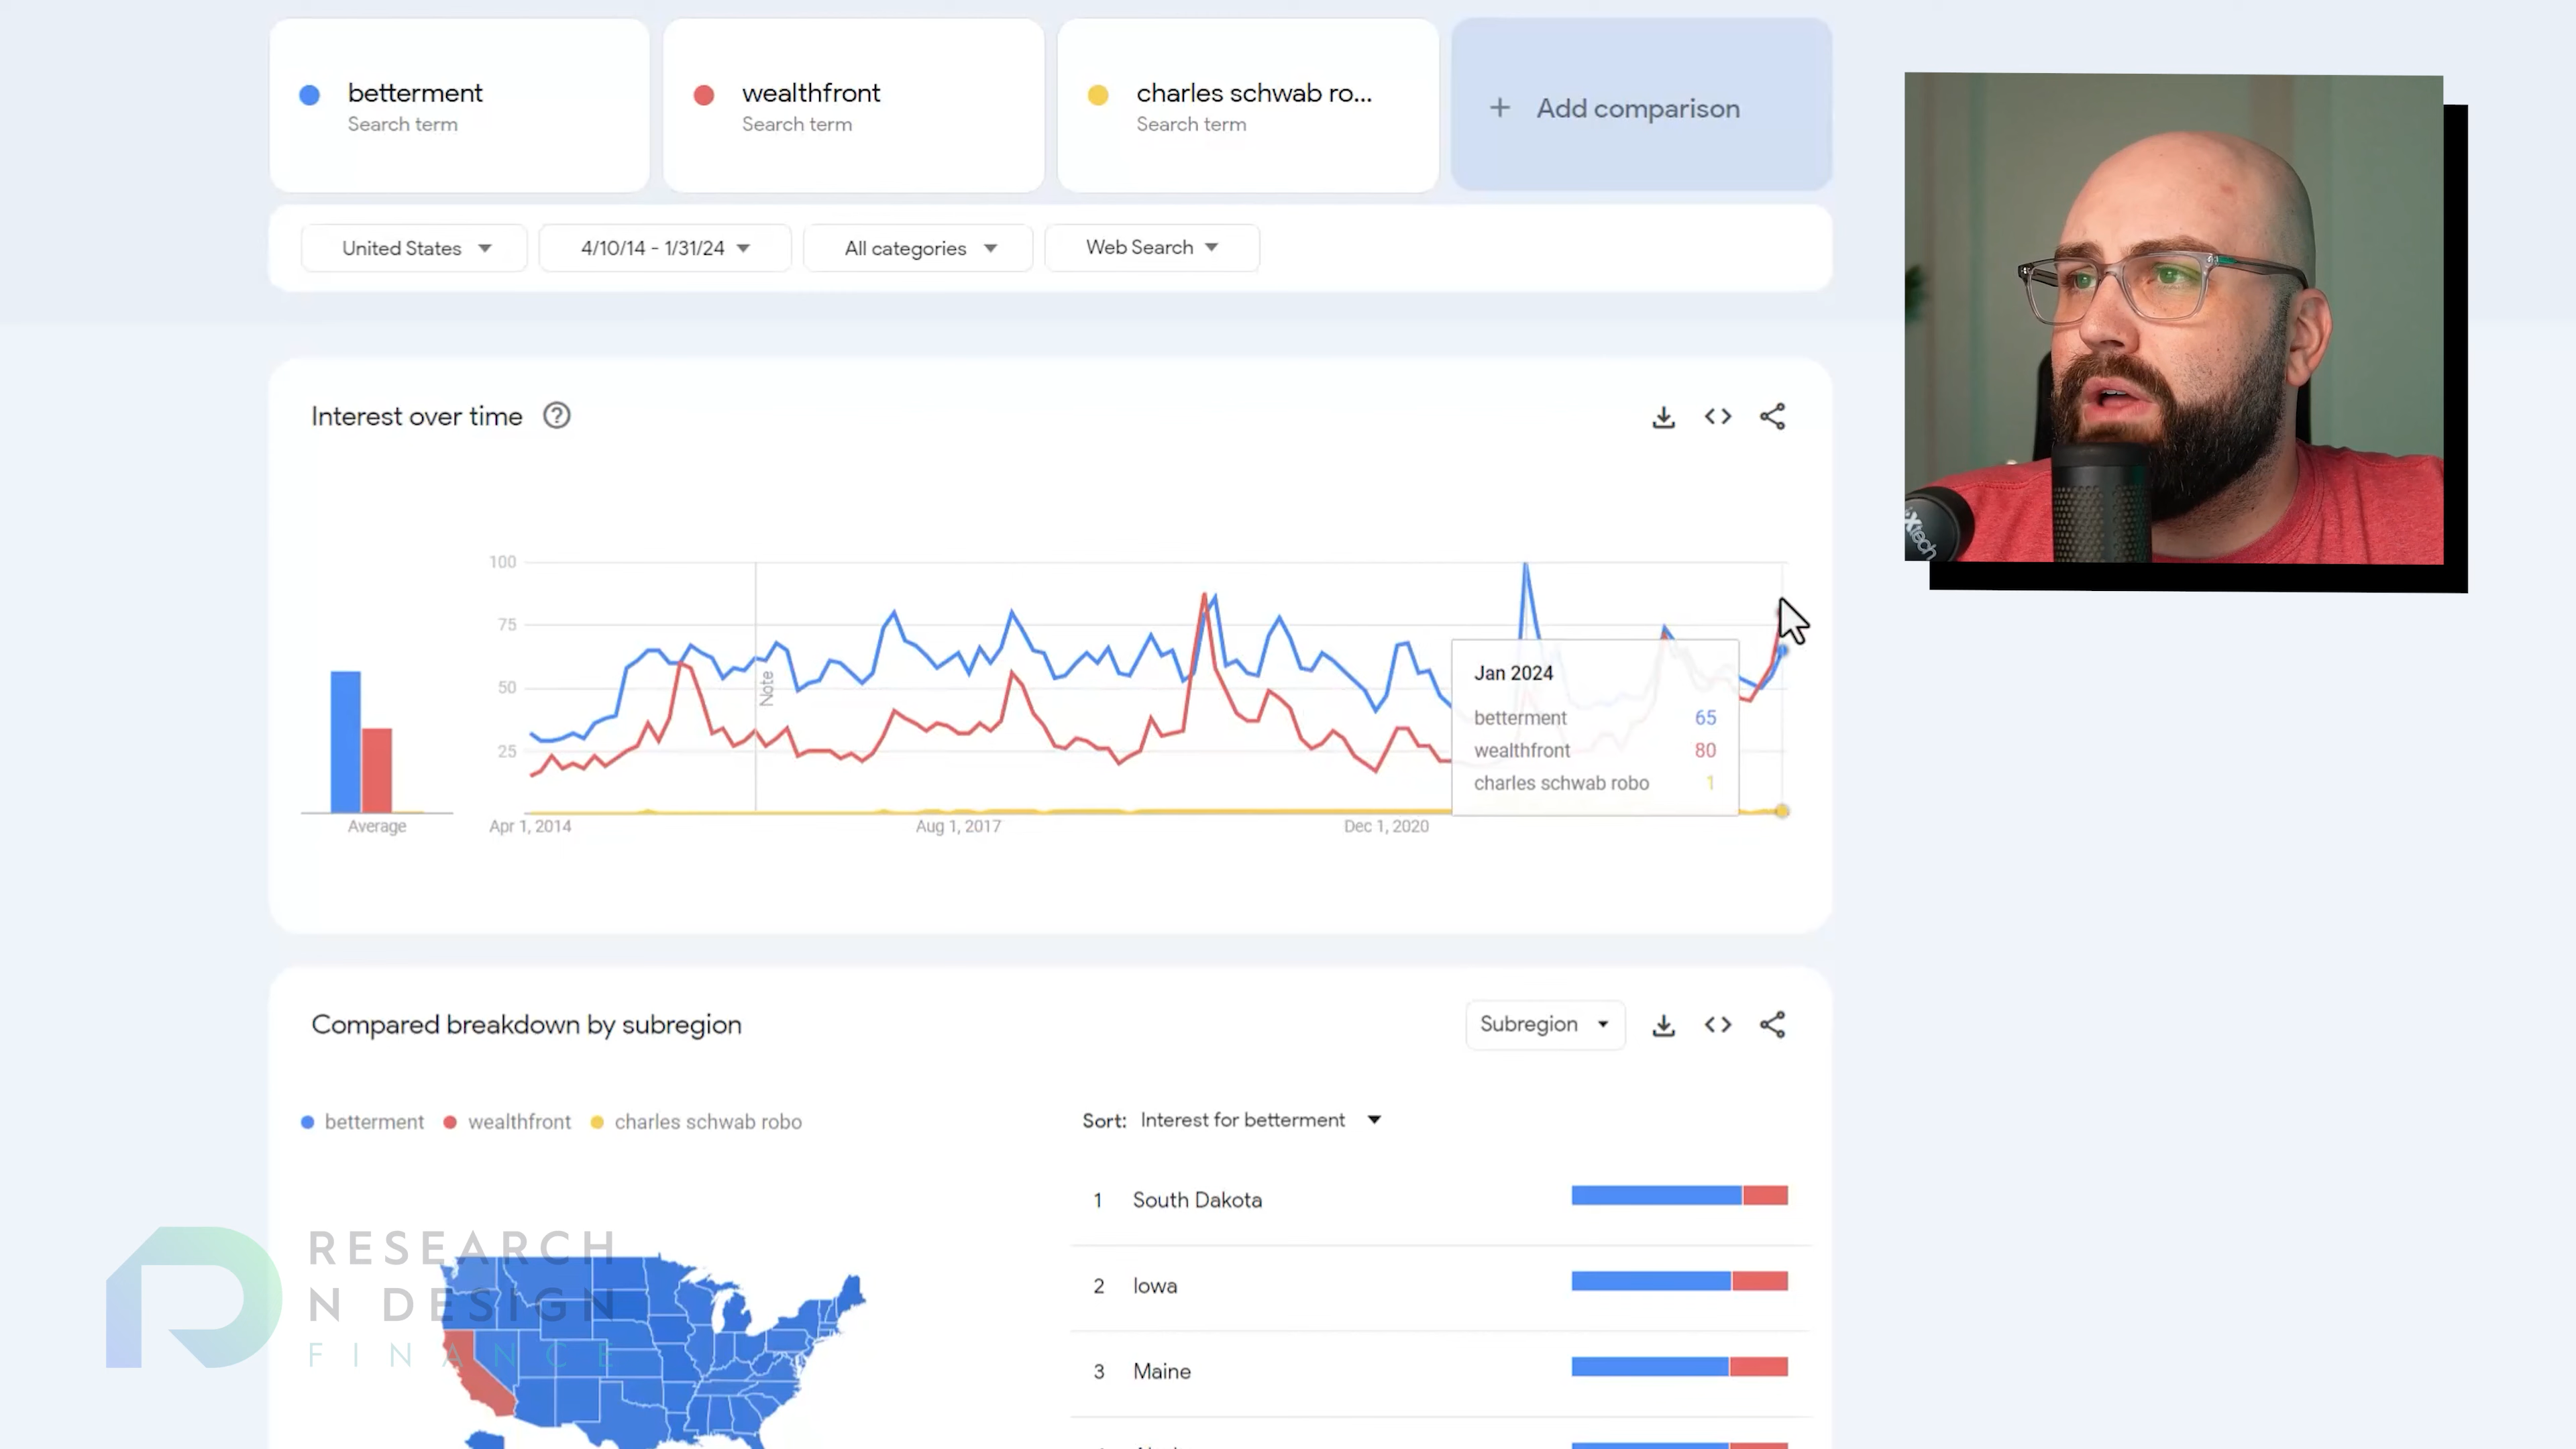 betterment
Search term
wealthfront
Search term
charles schwab ro...
Search term
+ Add comparison
United States
4/10/14 - 1/31/24
All categories
Web Search
Interest over time
100
75
50
25
Note
Average
Apr 1, 2014
Aug 1, 2017
Dec 1, 2020
Jan 2024
betterment 65
wealthfront 80
charles schwab robo 1
Compared breakdown by subregion
Subregion
betterment wealthfront charles schwab robo
Sort: Interest for betterment
1 South Dakota
2 Iowa
3 Maine
RESEARCH
N DESIGN
FINANCE